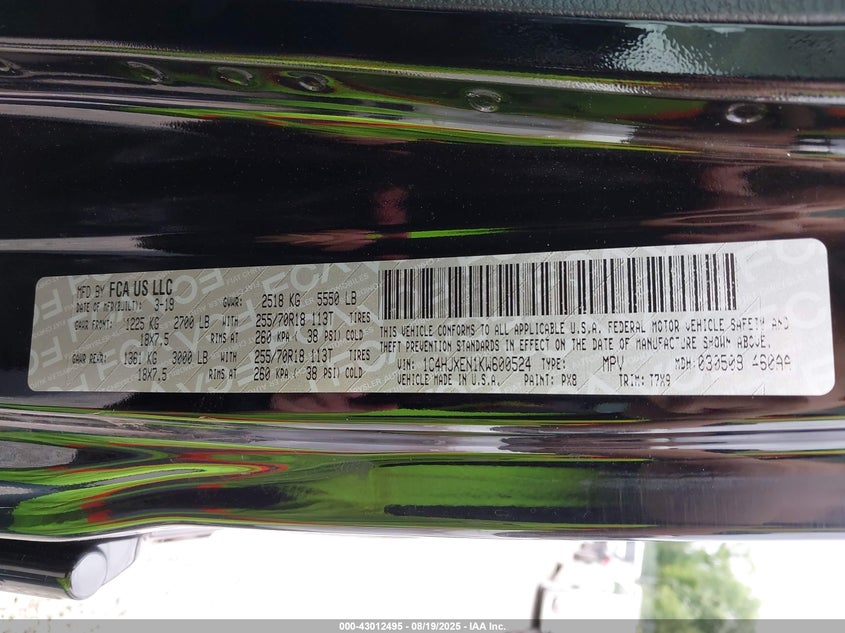 MFD BY FCA US LLC
DATE OF MFD(BUILT): 3-19 GVWR: 2518 KG 5550 LB
GAWR FRONT: 1225 KG 2700 LB WITH 255/70R18 113T TIRES
18X7.5 RIMS AT 260 KPA ( 38 PSI) COLD
GAWR REAR: 1361 KG 3000 LB WITH 255/70R18 113T TIRES
18X7.5 RIMS AT 260 KPA ( 38 PSI) COLD
THIS VEHICLE CONFORMS TO ALL APPLICABLE U.S.A. FEDERAL MOTOR VEHICLE SAFETY AND
THEFT PREVENTION STANDARDS IN EFFECT ON THE DATE OF MANUFACTURE SHOWN ABOVE.
VIN: 1C4HJXEN1KW600524 TYPE: MPV MDH: 030509 -60AA
VEHICLE MADE IN U.S.A. PAINT: PX8 TRIM: T7X9
000-43012495 - 08/19/2025 - IAA Inc.